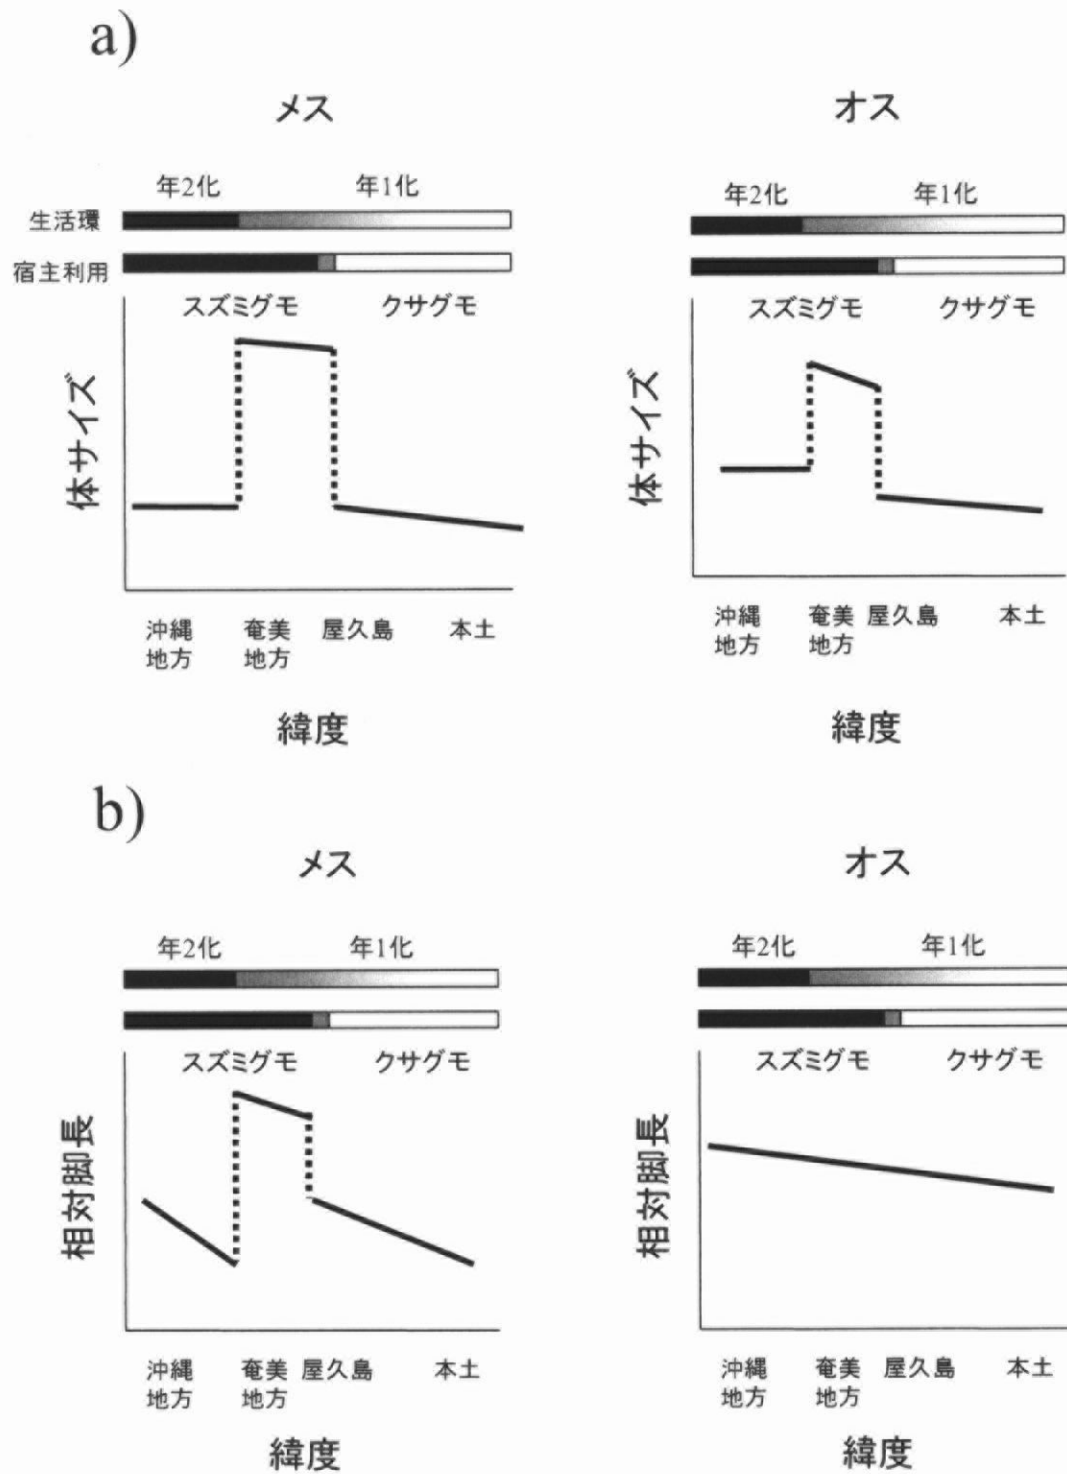 a)
メス
オス
年2化
年1化
年2化
年1化
生活環
宿主利用
スズミグモ
クサグモ
スズミグモ
クサグモ
体サイズ
体サイズ
沖縄
地方
奄美
地方
屋久島
本土
沖縄
地方
奄美
地方
屋久島
本土
緯度
緯度
b)
メス
オス
年2化
年1化
年2化
年1化
スズミグモ
クサグモ
スズミグモ
クサグモ
相対脚長
相対脚長
沖縄
地方
奄美
地方
屋久島
本土
沖縄
地方
奄美
地方
屋久島
本土
緯度
緯度